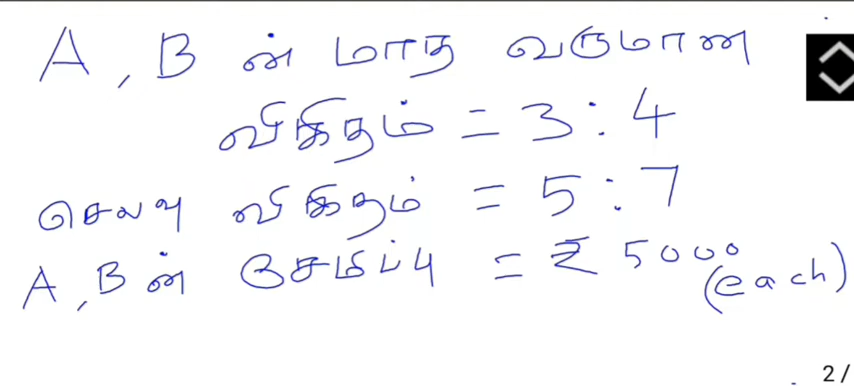 A, B ன் மாத வருமான
விகிதம் = 3 : 4
செலவு விகிதம் = 5 : 7
A, B ன் சேமிப்பு = ₹ 5000
(each)
2/